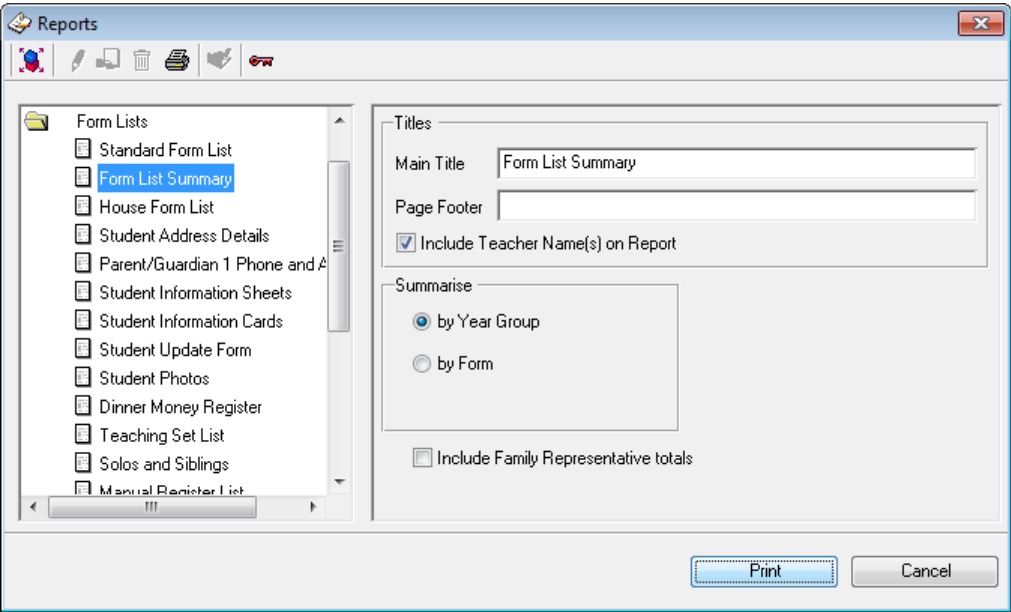 Reports
Form Lists
Standard Form List
Form List Summary
House Form List
Student Address Details
Parent/Guardian 1 Phone and
Student Information Sheets
Student Information Cards
Student Update Form
Student Photos
Dinner Money Register
Teaching Set List
Solos and Siblings
Manual Register List
Titles
Main Title Form List Summary
Page Footer
Include Teacher Name(s) on Report
Summarise
by Year Group
by Form
Include Family Representative totals
Print Cancel